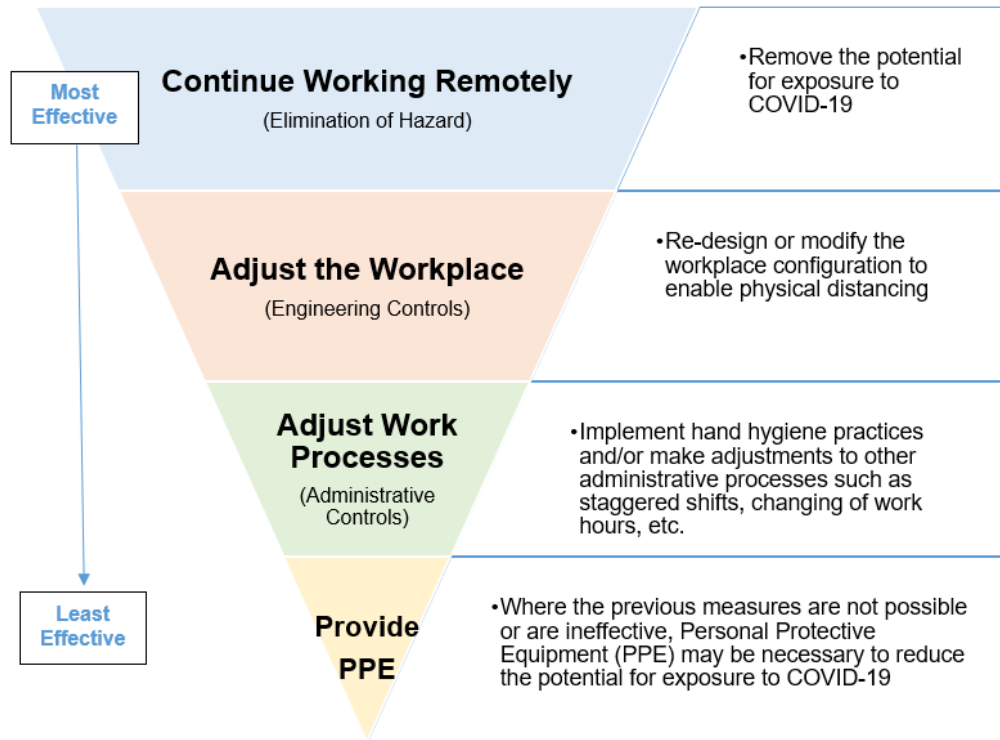 Most
Effective
Continue Working Remotely
(Elimination of Hazard)
•Remove the potential
for exposure to
COVID-19
Adjust the Workplace
(Engineering Controls)
•Re-design or modify the
workplace configuration to
enable physical distancing
Adjust Work
Processes
(Administrative
Controls)
•Implement hand hygiene practices
and/or make adjustments to other
administrative processes such as
staggered shifts, changing of work
hours, etc.
Least
Effective
Provide
PPE
•Where the previous measures are not possible
or are ineffective, Personal Protective
Equipment (PPE) may be necessary to reduce
the potential for exposure to COVID-19